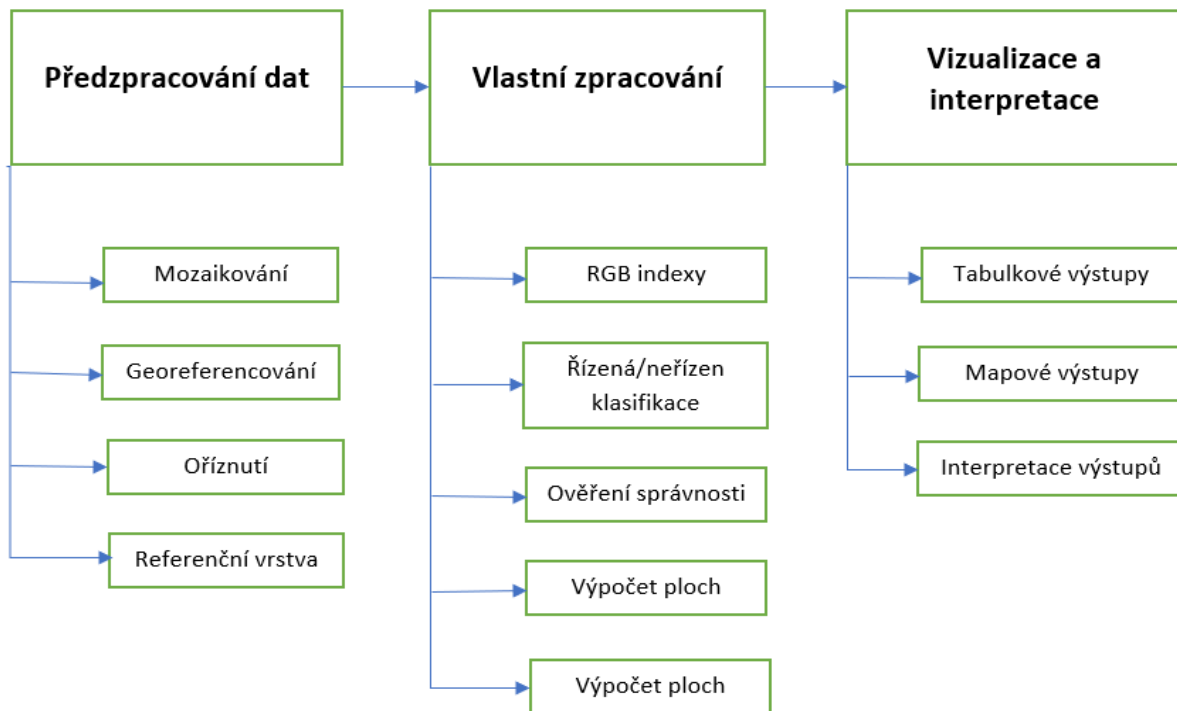 Předzpracování dat
Vlastní zpracování
Vizualizace a
interpretace
Mozaikování
Georeferencování
Oříznutí
Referenční vrstva
RGB indexy
Řízená/neřízen
klasifikace
Ověření správnosti
Výpočet ploch
Výpočet ploch
Tabulkové výstupy
Mapové výstupy
Interpretace výstupů